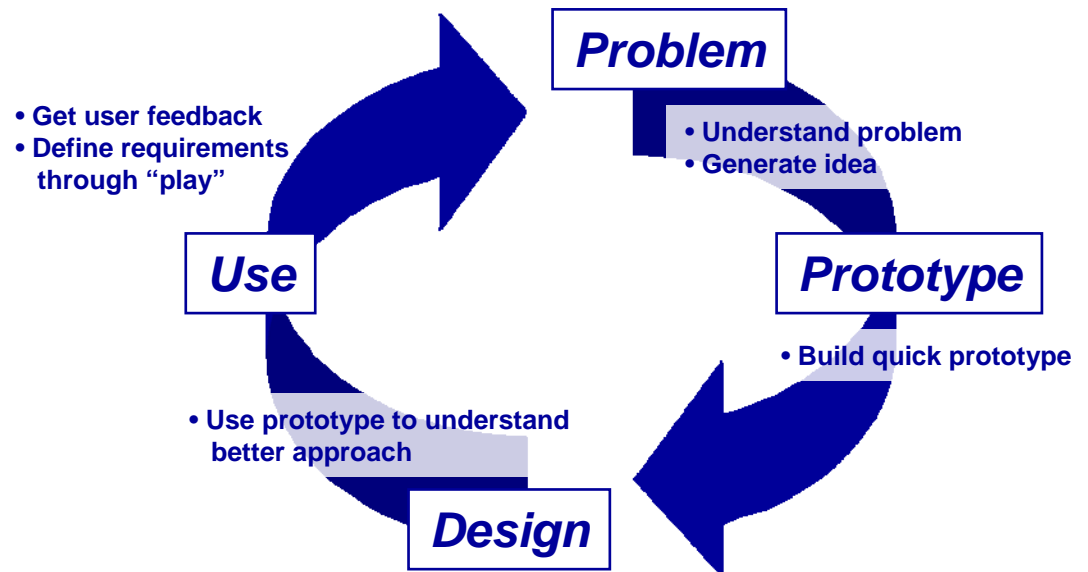 Problem
• Understand problem
• Generate idea
Prototype
• Build quick prototype
Design
• Use prototype to understand
better approach
Use
• Get user feedback
• Define requirements
through “play”